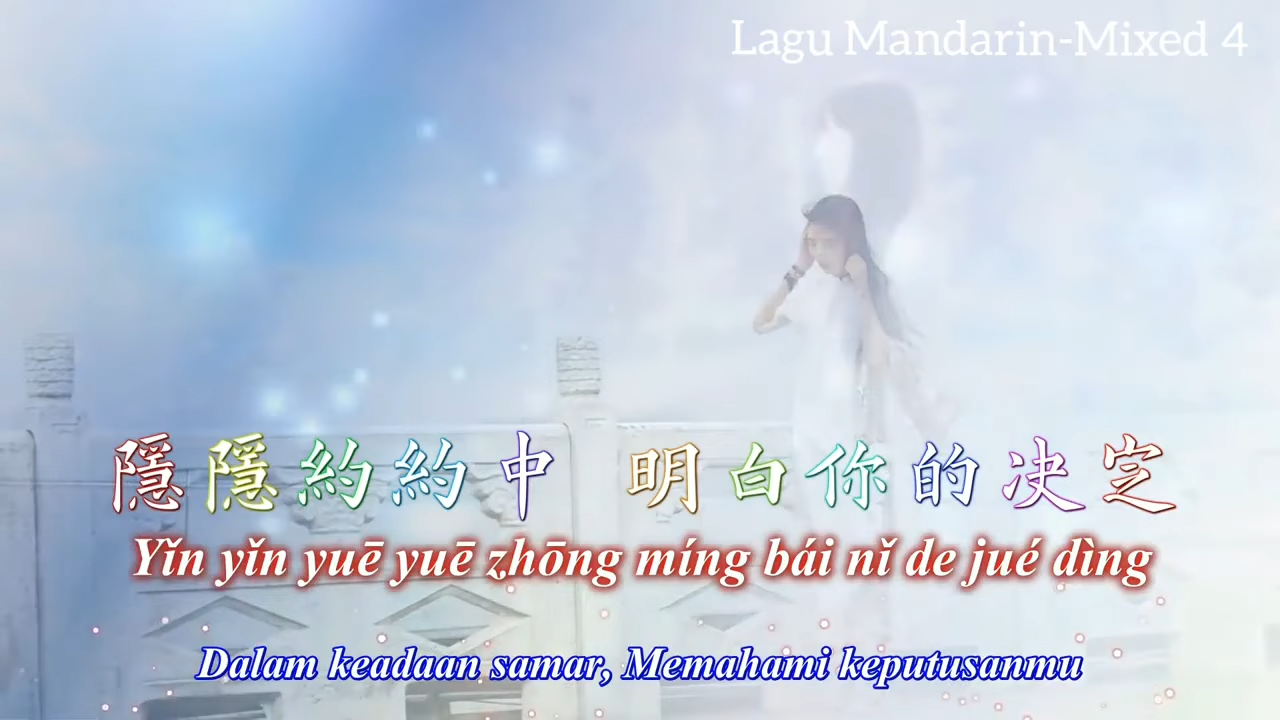 Lagu Mandarin-Mixed 4
隱隱約約中 明白你的决定
Yǐn yǐn yuē yuē zhōng míng bái nǐ de jué dìng
Dalam keadaan samar, Memahami keputusanmu